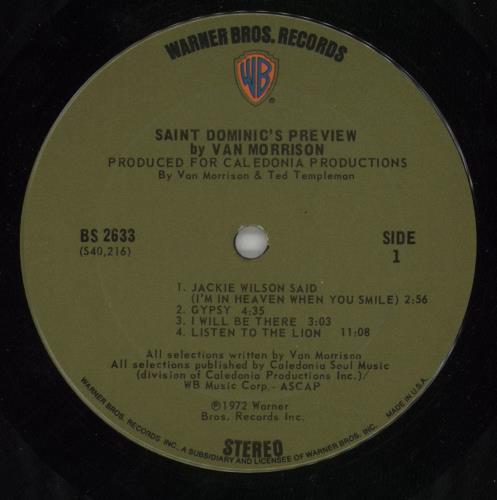 WARNER BROS. RECORDS
WB
®
SAINT DOMINIC'S PREVIEW
by VAN MORRISON
PRODUCED FOR CALEDONIA PRODUCTIONS
By Van Morrison & Ted Templeman
BS 2633
(S40,216)
SIDE
1
1. JACKIE WILSON SAID
(I'M IN HEAVEN WHEN YOU SMILE) 2:56
2. GYPSY 4:35
3. I WILL BE THERE 3:03
4. LISTEN TO THE LION 11:08
All selections written by Van Morrison
All selections published by Caledonia Soul Music
(division of Caledonia Productions Inc.)/
WB Music Corp.- ASCAP
℗1972 Warner
Bros. Records Inc.
STEREO
WARNER BROS. RECORDS INC., A SUBSIDIARY AND LICENSEE OF WARNER BROS. INC. MADE IN U.S.A.